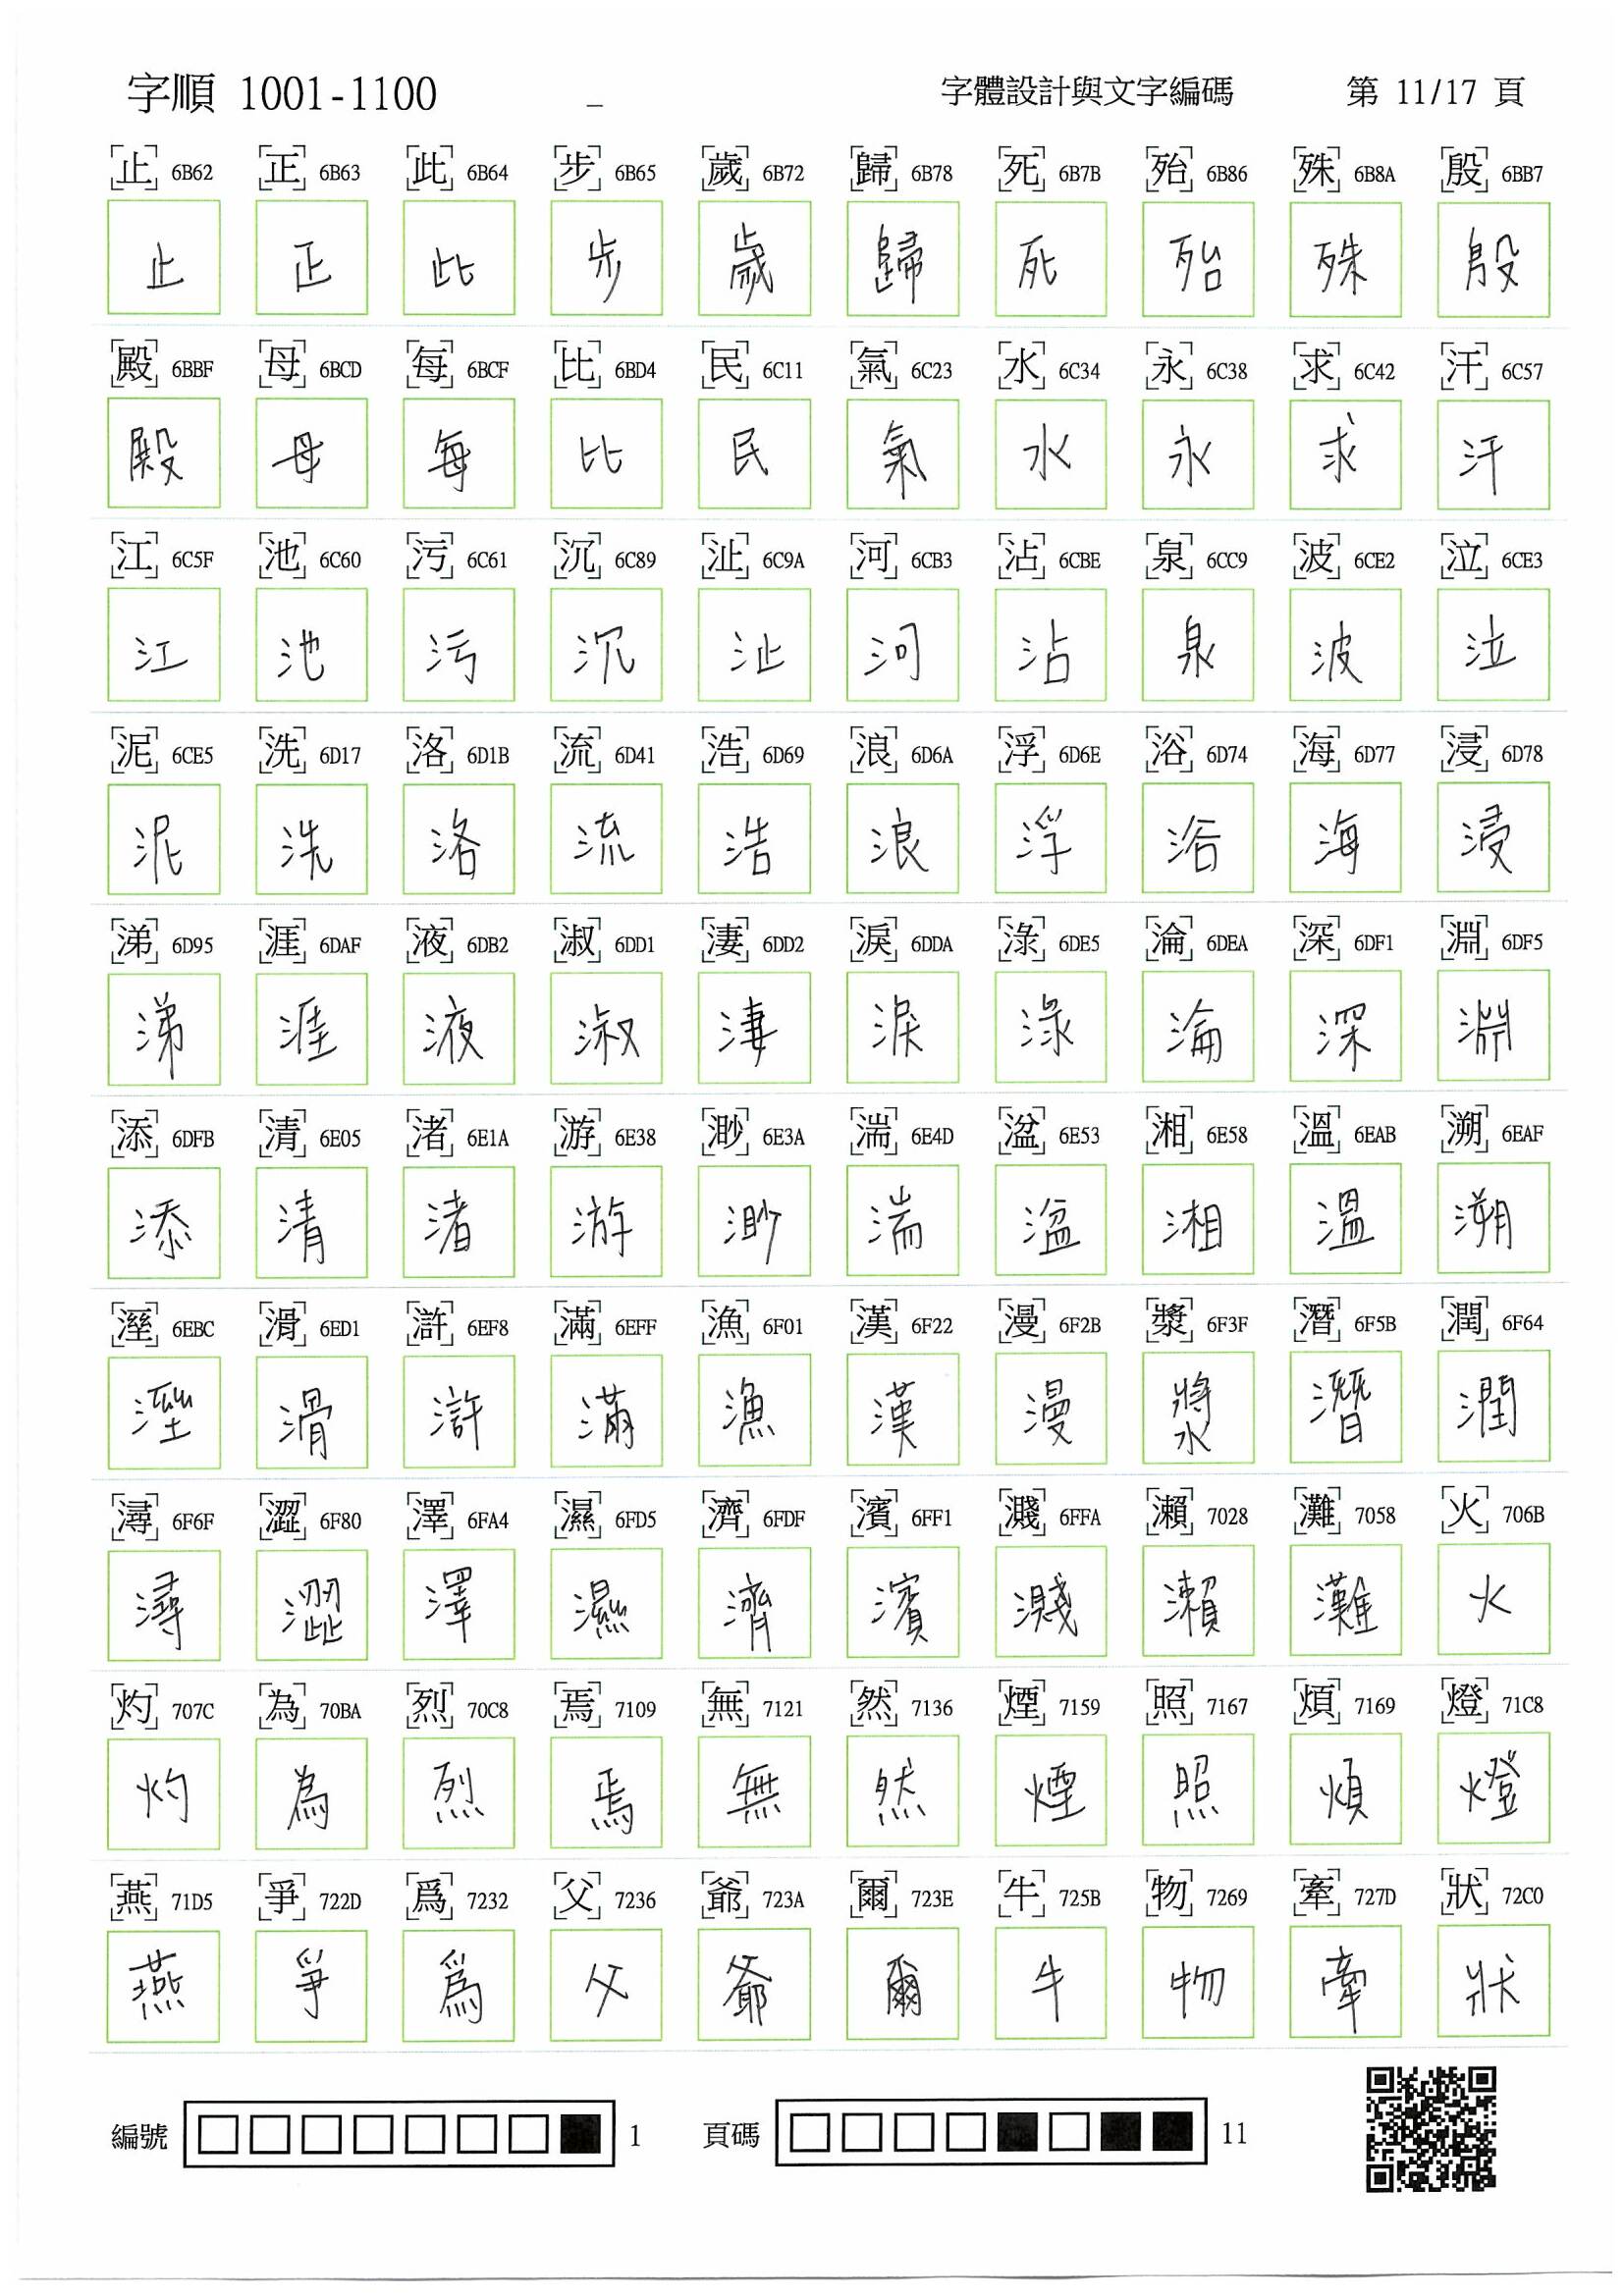 字順 1001-1100 _ 字體設計與文字編碼 第 11/17 頁
止 6B62 正 6B63 此 6B64 步 6B65 歲 6B72 歸 6B78 死 6B7B 殆 6B86 殊 6B8A 殷 6BB7
止 正 此 步 歲 歸 死 殆 殊 殷
殿 6BBF 母 6BCD 每 6BCF 比 6BD4 民 6C11 氣 6C23 水 6C34 永 6C38 求 6C42 汗 6C57
殿 母 每 比 民 氣 水 永 求 汗
江 6C5F 池 6C60 污 6C61 沉 6C89 沚 6C9A 河 6CB3 沾 6CBE 泉 6CC9 波 6CE2 泣 6CE3
江 池 污 沉 沚 河 沾 泉 波 泣
泥 6CE5 洗 6D17 洛 6D1B 流 6D41 浩 6D69 浪 6D6A 浮 6D6E 浴 6D74 海 6D77 浸 6D78
泥 洗 洛 流 浩 浪 浮 浴 海 浸
涕 6D95 涯 6DAF 液 6DB2 淑 6DD1 淒 6DD2 淚 6DDA 淥 6DE5 淪 6DEA 深 6DF1 淵 6DF5
涕 涯 液 淑 淒 淚 淥 淪 深 淵
添 6DFB 清 6E05 渚 6E1A 游 6E38 渺 6E3A 湍 6E4D 湓 6E53 湘 6E58 溫 6EAB 溯 6EAF
添 清 渚 游 渺 湍 湓 湘 溫 溯
溼 6EBC 滑 6ED1 滸 6EF8 滿 6EFF 漁 6F01 漢 6F22 漫 6F2B 漿 6F3F 潛 6F5B 潤 6F64
溼 滑 滸 滿 漁 漢 漫 漿 潛 潤
潯 6F6F 澀 6F80 澤 6FA4 濕 6FD5 濟 6FDF 濱 6FF1 濺 6FFA 瀨 7028 灘 7058 火 706B
潯 澀 澤 濕 濟 濱 濺 瀨 灘 火
灼 707C 為 70BA 烈 70C8 焉 7109 無 7121 然 7136 煙 7159 照 7167 煩 7169 燈 71C8
灼 為 烈 焉 無 然 煙 照 煩 燈
燕 71D5 爭 722D 爲 7232 父 7236 爺 723A 爾 723E 牛 725B 物 7269 牽 727D 狀 72C0
燕 爭 爲 父 爺 爾 牛 物 牽 狀
編號 1 頁碼 11